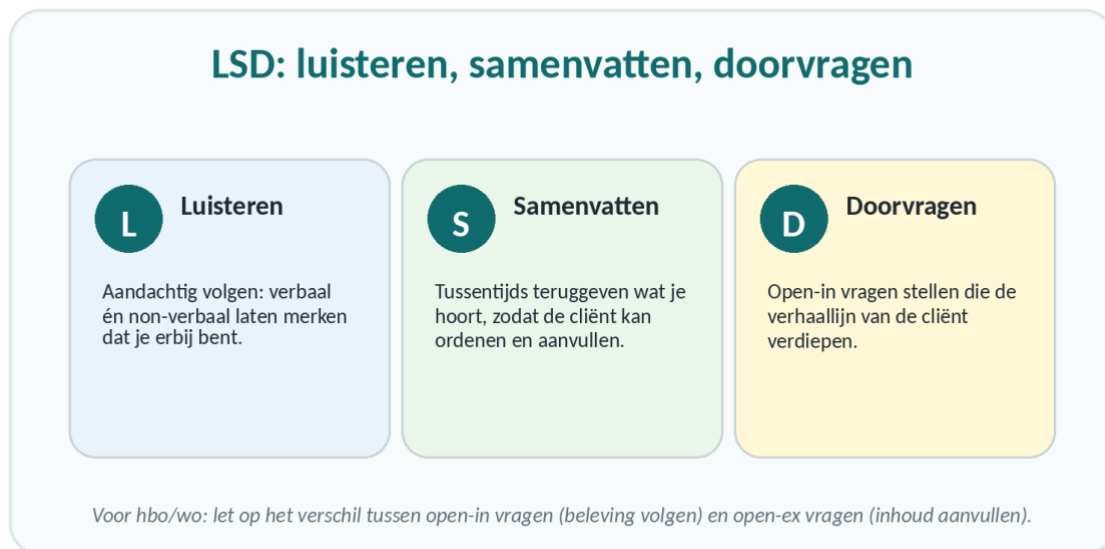 LSD: luisteren, samenvatten, doorvragen
L
Luisteren
Aandachtig volgen: verbaal
én non-verbaal laten merken
dat je erbij bent.
S
Samenvatten
Tussentijds teruggeven wat je
hoort, zodat de cliënt kan
ordenen en aanvullen.
D
Doorvragen
Open-in vragen stellen die de
verhaallijn van de cliënt
verdiepen.
Voor hbo/wo: let op het verschil tussen open-in vragen (beleving volgen) en open-ex vragen (inhoud aanvullen).